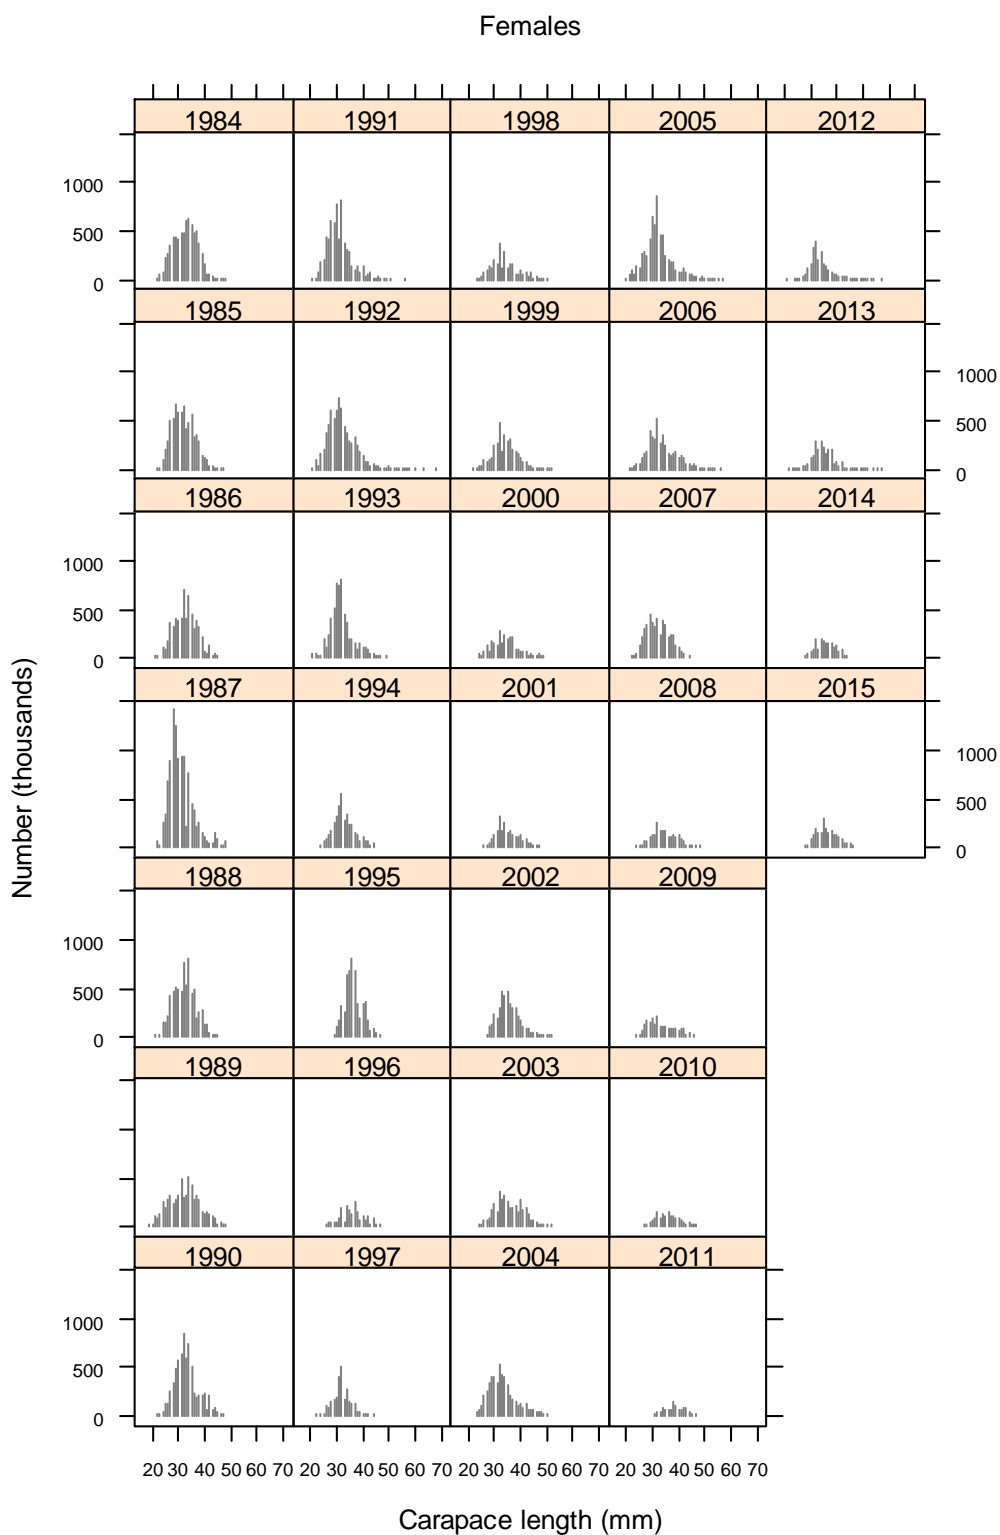 Females
1984 1991 1998 2005 2012
1000
500
0
1985 1992 1999 2006 2013
1000
500
0
1986 1993 2000 2007 2014
1000
500
0
1987 1994 2001 2008 2015
1000
500
0
1988 1995 2002 2009
1000
500
0
1989 1996 2003 2010
1990 1997 2004 2011
1000
500
0
20 30 40 50 60 70 20 30 40 50 60 70 20 30 40 50 60 70 20 30 40 50 60 70
Carapace length (mm)
Number (thousands)